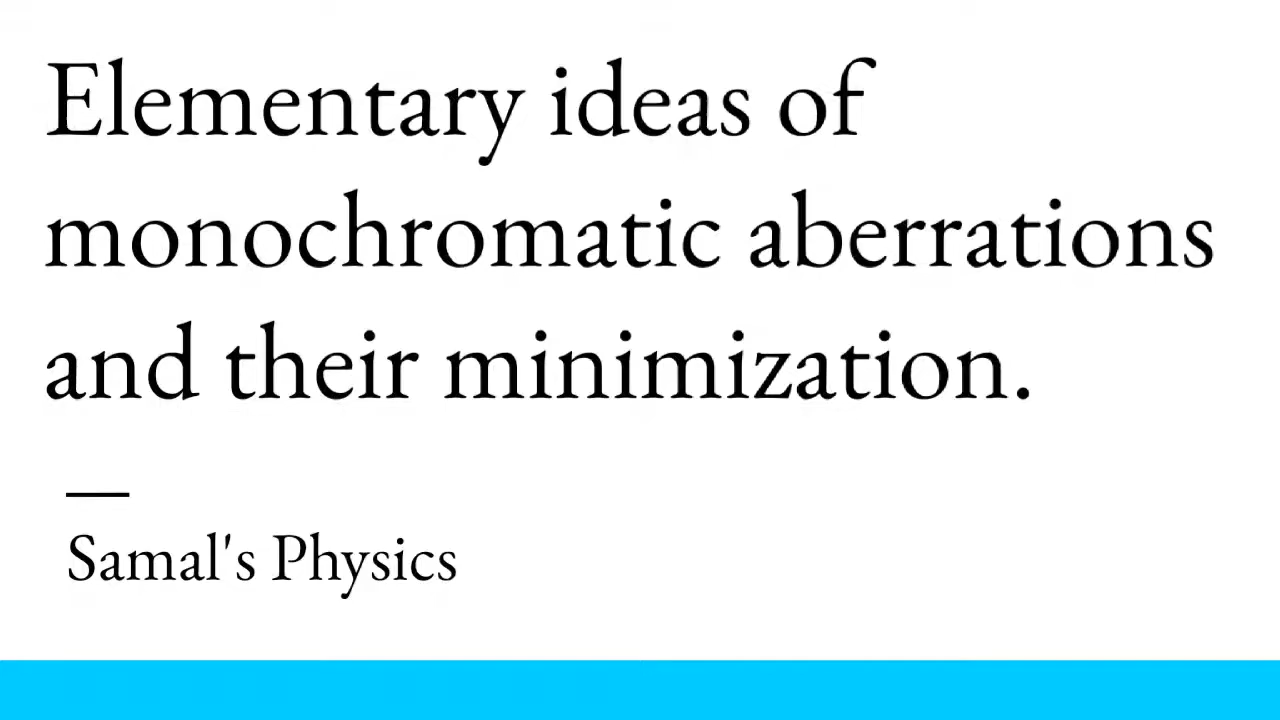 Elementary ideas of
monochromatic aberrations
and their minimization.
Samal's Physics